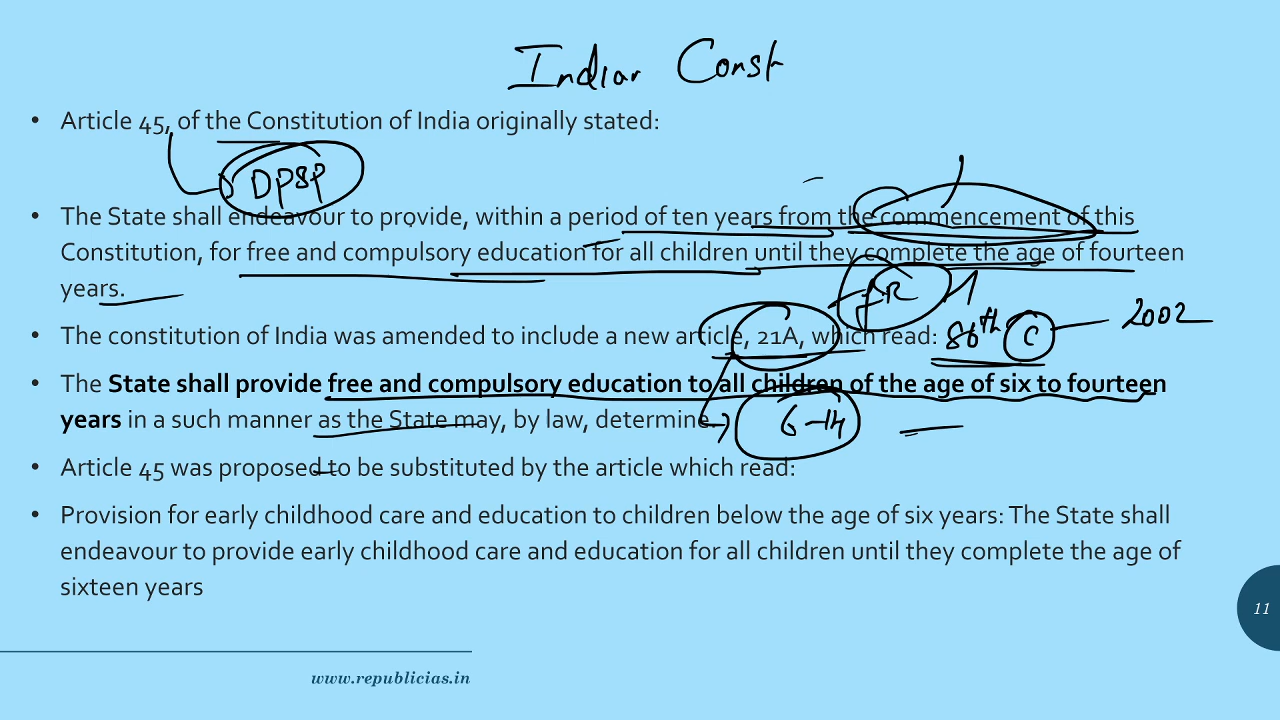 Indian Const
• Article 45, of the Constitution of India originally stated:
DPSP
• The State shall endeavour to provide, within a period of ten years from the commencement of this
Constitution, for free and compulsory education for all children until they complete the age of fourteen
years.
FR
• The constitution of India was amended to include a new article, 21A, which read: 86th C 2002
• The State shall provide free and compulsory education to all children of the age of six to fourteen
years in a such manner as the State may, by law, determine. 6-14
• Article 45 was proposed to be substituted by the article which read:
• Provision for early childhood care and education to children below the age of six years: The State shall
endeavour to provide early childhood care and education for all children until they complete the age of
sixteen years
11
www.republicias.in